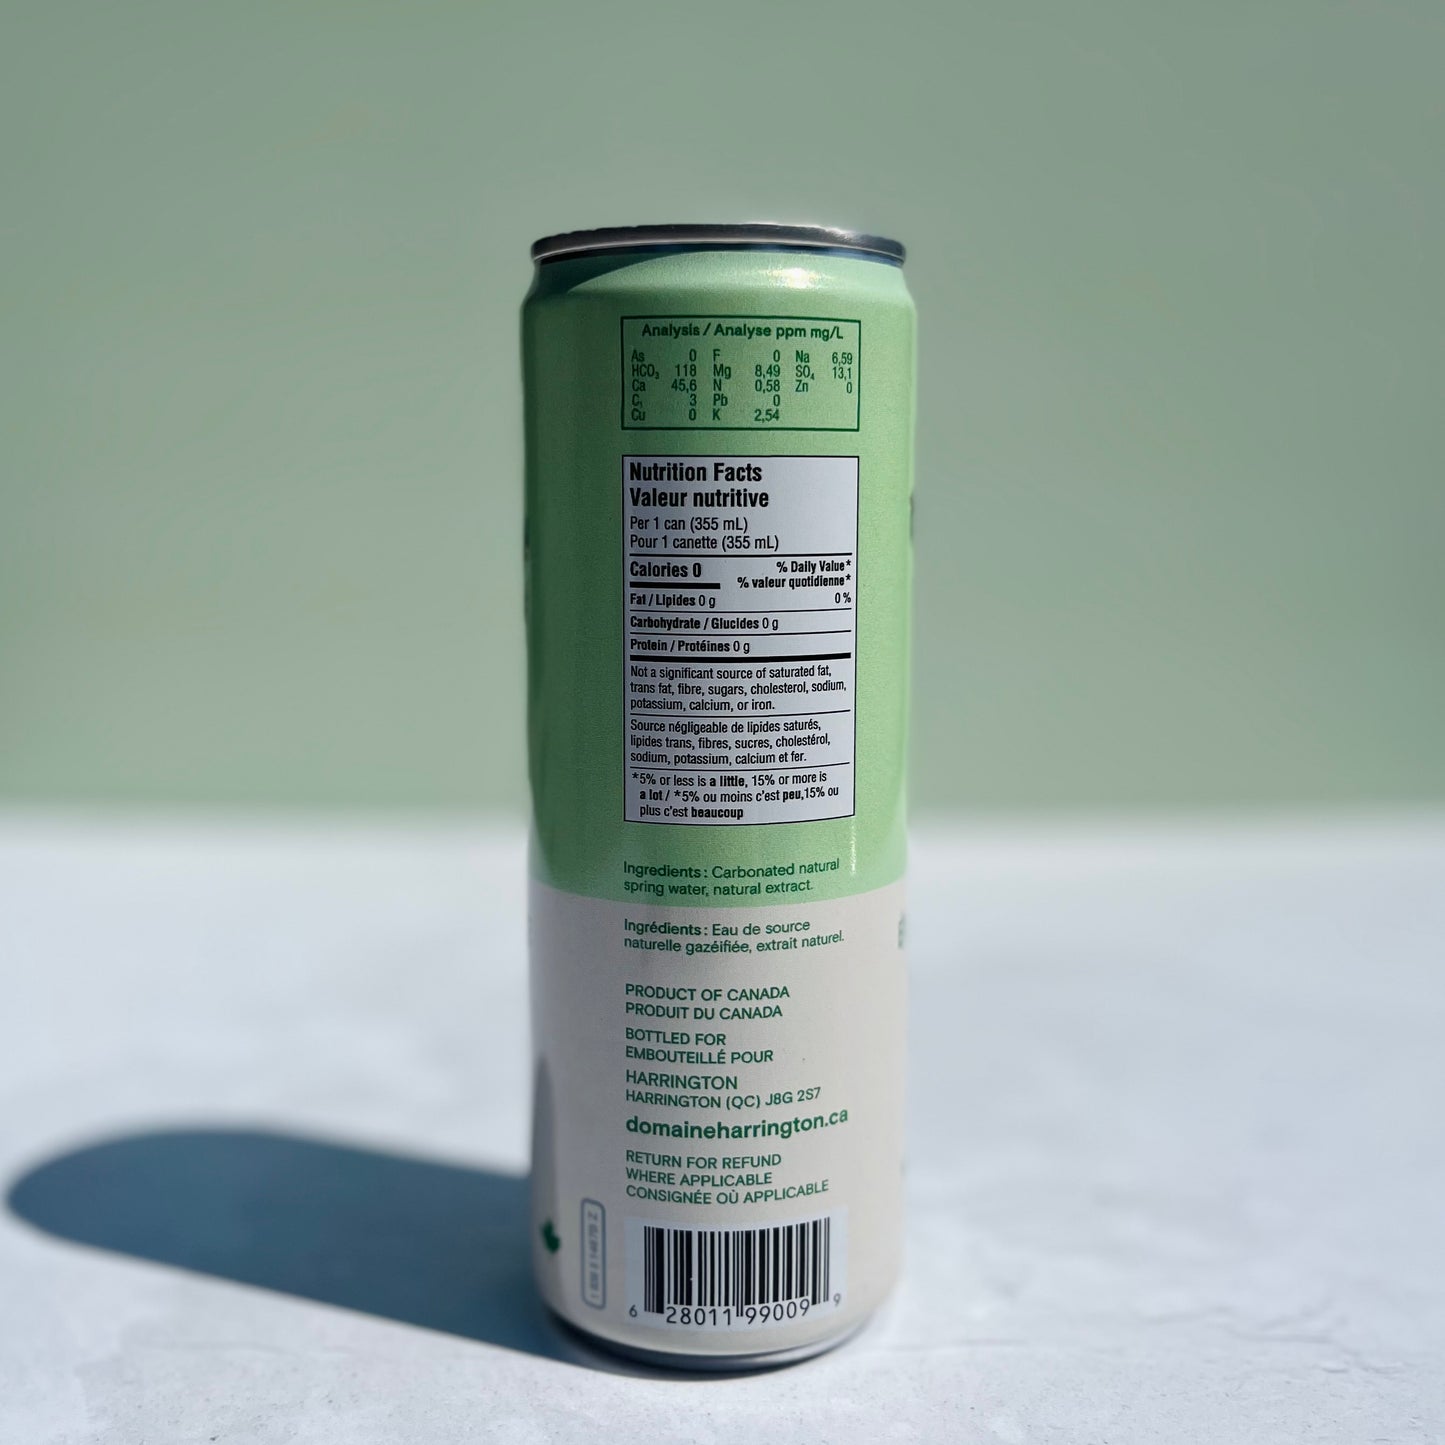 Analysis / Analyse ppm mg/L
As 0 F 0 Na 6,59
HCO₃ 118 Mg 8,49 SO₄ 13,1
Ca 45,6 N 0,58 Zn 0
C₁ 3 Pb 0
Cu 0 K 2,54
Nutrition Facts
Valeur nutritive
Per 1 can (355 mL)
Pour 1 canette (355 mL)
Calories 0
% Daily Value*
% valeur quotidienne*
Fat / Lipides 0 g 0 %
Carbohydrate / Glucides 0 g
Protein / Protéines 0 g
Not a significant source of saturated fat,
trans fat, fibre, sugars, cholesterol, sodium,
potassium, calcium, or iron.
Source négligeable de lipides saturés,
lipides trans, fibres, sucres, cholestérol,
sodium, potassium, calcium et fer.
*5% or less is a little, 15% or more is
a lot / *5% ou moins c'est peu,15% ou
plus c'est beaucoup
Ingredients : Carbonated natural
spring water, natural extract.
Ingrédients : Eau de source
naturelle gazéifiée, extrait naturel.
PRODUCT OF CANADA
PRODUIT DU CANADA
BOTTLED FOR
EMBOUTEILLÉ POUR
HARRINGTON
HARRINGTON (QC) J8G 2S7
domaineharrington.ca
RETURN FOR REFUND
WHERE APPLICABLE
CONSIGNÉE OÙ APPLICABLE
6 28011 99009 9